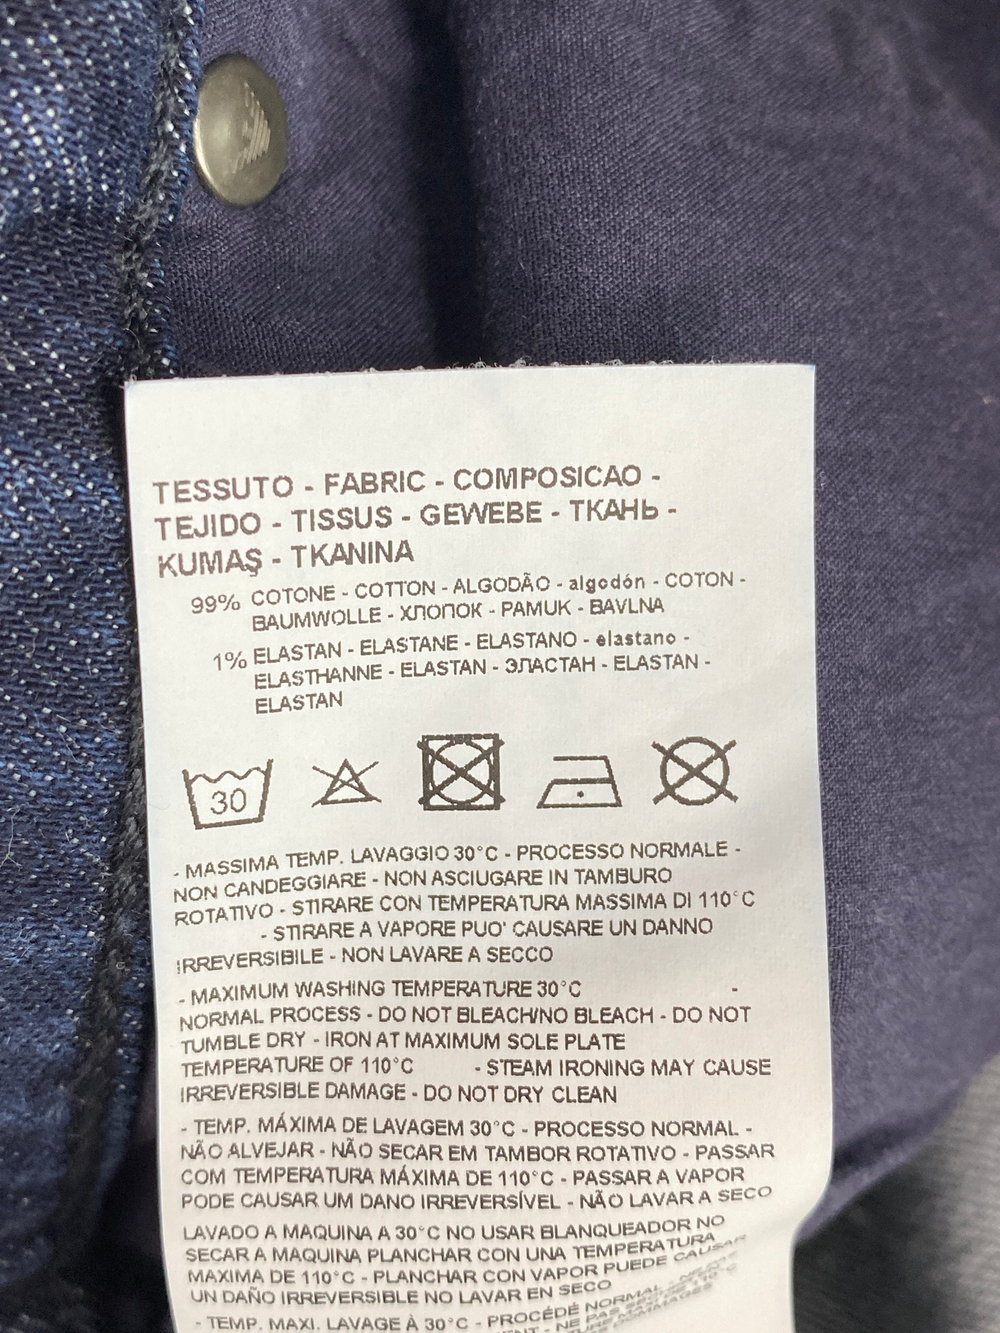 TESSUTO - FABRIC - COMPOSICAO -
TEJIDO - TISSUS - GEWEBE - ТКАНЬ -
KUMAŞ - TKANINA
99% COTONE - COTTON - ALGODÃO - algodón - COTON -
BAUMWOLLE - ХЛОПОК - PAMUK - BAVLNA
1% ELASTAN - ELASTANE - ELASTANO - elastano -
ELASTHANNE - ELASTAN - ЭЛАСТАН - ELASTAN -
ELASTAN
30
- MASSIMA TEMP. LAVAGGIO 30°C - PROCESSO NORMALE -
NON CANDEGGIARE - NON ASCIUGARE IN TAMBURO
ROTATIVO - STIRARE CON TEMPERATURA MASSIMA DI 110°C
- STIRARE A VAPORE PUO' CAUSARE UN DANNO
IRREVERSIBILE - NON LAVARE A SECCO
- MAXIMUM WASHING TEMPERATURE 30°C -
NORMAL PROCESS - DO NOT BLEACH/NO BLEACH - DO NOT
TUMBLE DRY - IRON AT MAXIMUM SOLE PLATE
TEMPERATURE OF 110°C - STEAM IRONING MAY CAUSE
IRREVERSIBLE DAMAGE - DO NOT DRY CLEAN
- TEMP. MÁXIMA DE LAVAGEM 30°C - PROCESSO NORMAL -
NÃO ALVEJAR - NÃO SECAR EM TAMBOR ROTATIVO - PASSAR
COM TEMPERATURA MÁXIMA DE 110°C - PASSAR A VAPOR
PODE CAUSAR UM DANO IRREVERSÍVEL - NÃO LAVAR A SECO
LAVADO A MAQUINA A 30°C NO USAR BLANQUEADOR NO
SECAR A MAQUINA PLANCHAR CON UNA TEMPERATURA
MAXIMA DE 110°C - PLANCHAR CON VAPOR PUEDE CAUSAR
UN DAÑO IRREVERSIBLE NO LAVAR EN SECO
- TEMP. MAXI. LAVAGE À 30°C - PROCÉDÉ NORMAL -
- NE PAS